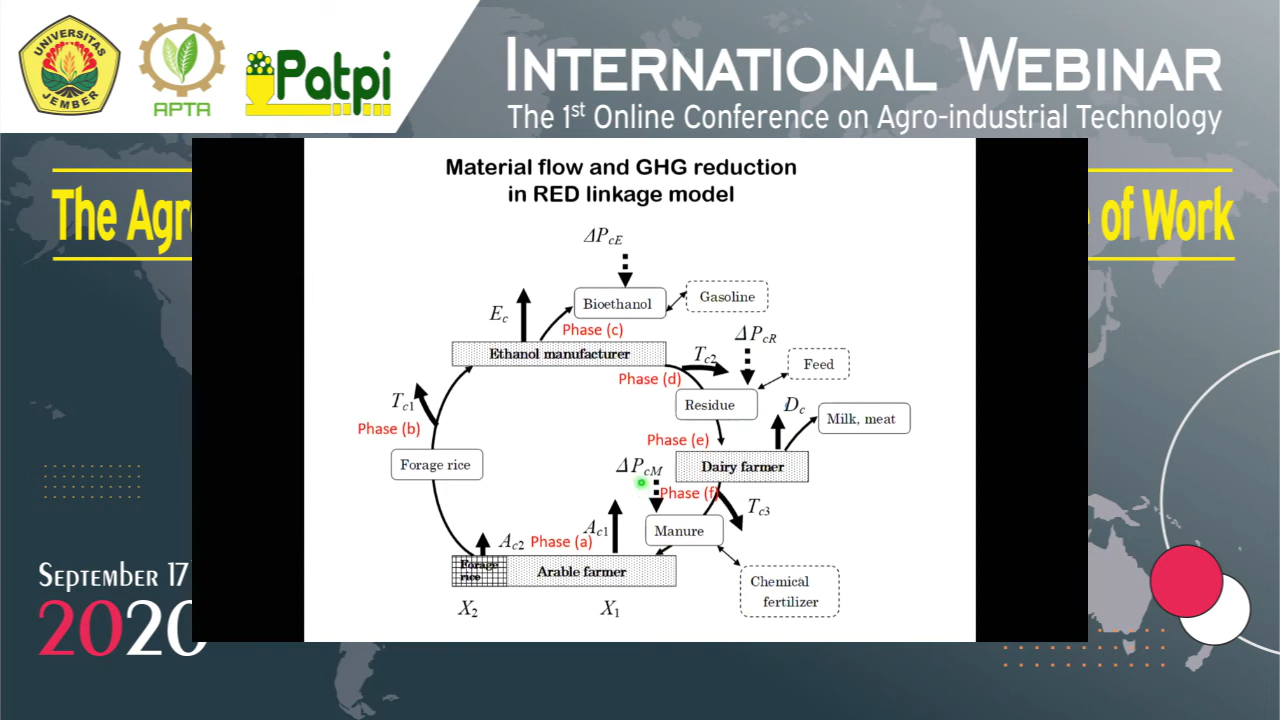 UNIVERSITAS
JEMBER
APTA
Patpi
INTERNATIONAL WEBINAR
The 1st Online Conference on Agro-industrial Technology
The Agr
e of Work
Material flow and GHG reduction
in RED linkage model
ΔPcE
Bioethanol
Gasoline
Ec
Phase (c)
Ethanol manufacturer
ΔPcR
Tc2
Feed
Phase (d)
Tc1
Residue
Dc
Milk, meat
Phase (b)
Phase (e)
Forage rice
ΔPcM
Dairy farmer
Phase (f)
Tc3
Ac1
Manure
Ac2
Phase (a)
Forage
rice
Arable farmer
Chemical
fertilizer
X2
X1
SEPTEMBER 17
2020